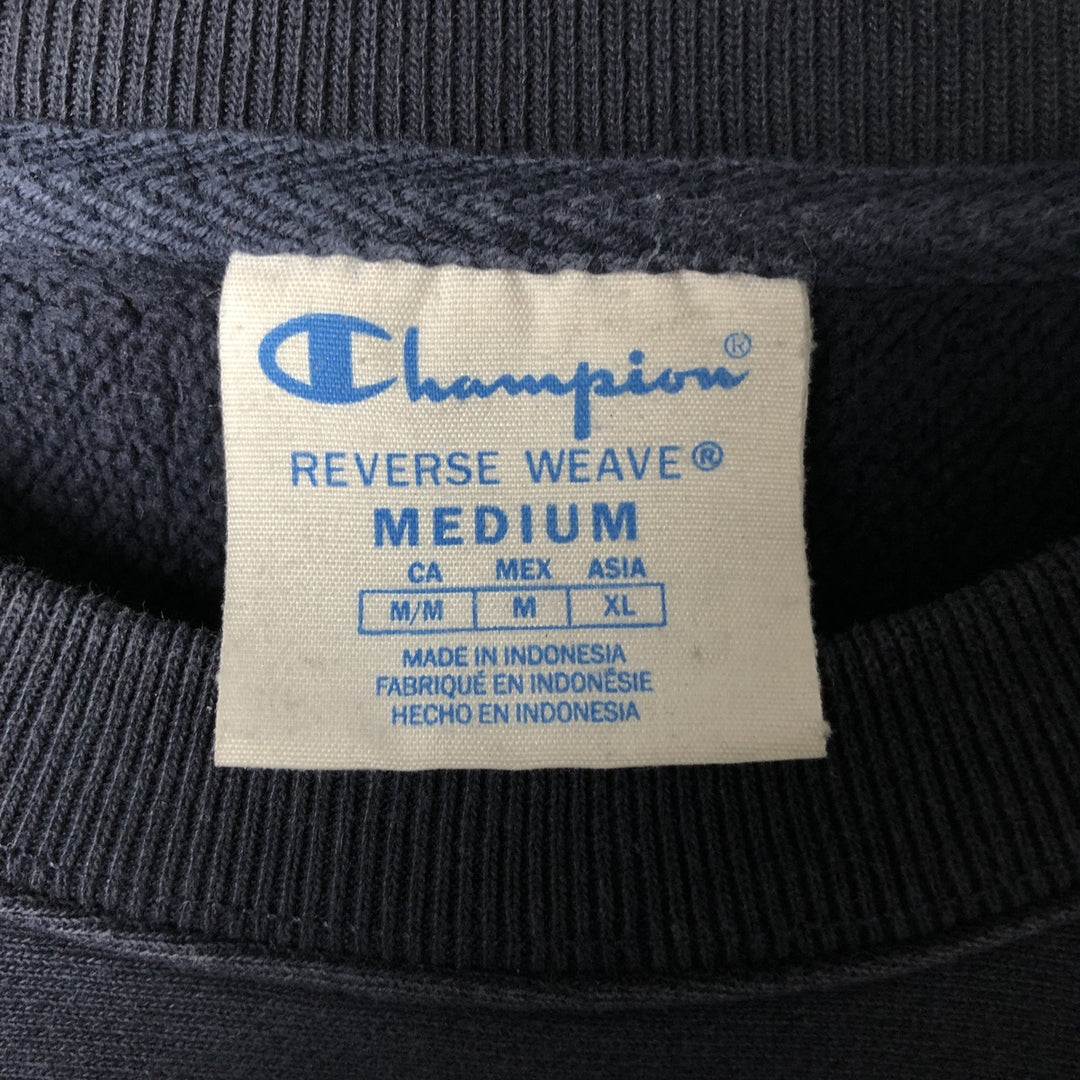 Champion®
REVERSE WEAVE®
MEDIUM
CA MEX ASIA
M/M M XL
MADE IN INDONESIA
FABRIQUÉ EN INDONÉSIE
HECHO EN INDONESIA